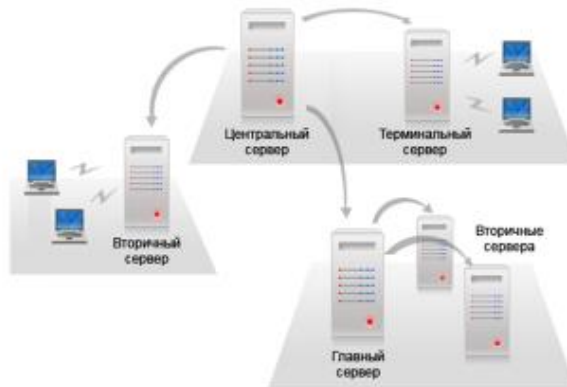 Центральный
сервер
Терминальный
сервер
Вторичный
сервер
Вторичные
сервера
Главный
сервер